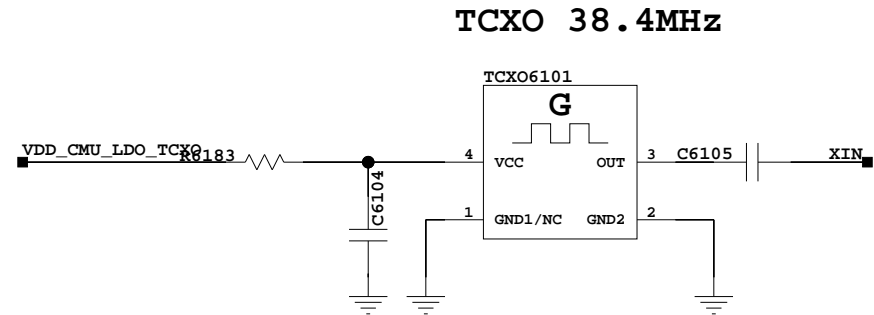 TCXO 38.4MHz
TCXO6101
G
VDD_CMU_LDO_TCXO
R6183
4
VCC
OUT
3
C6105
XIN
C6104
1
GND1/NC
GND2
2